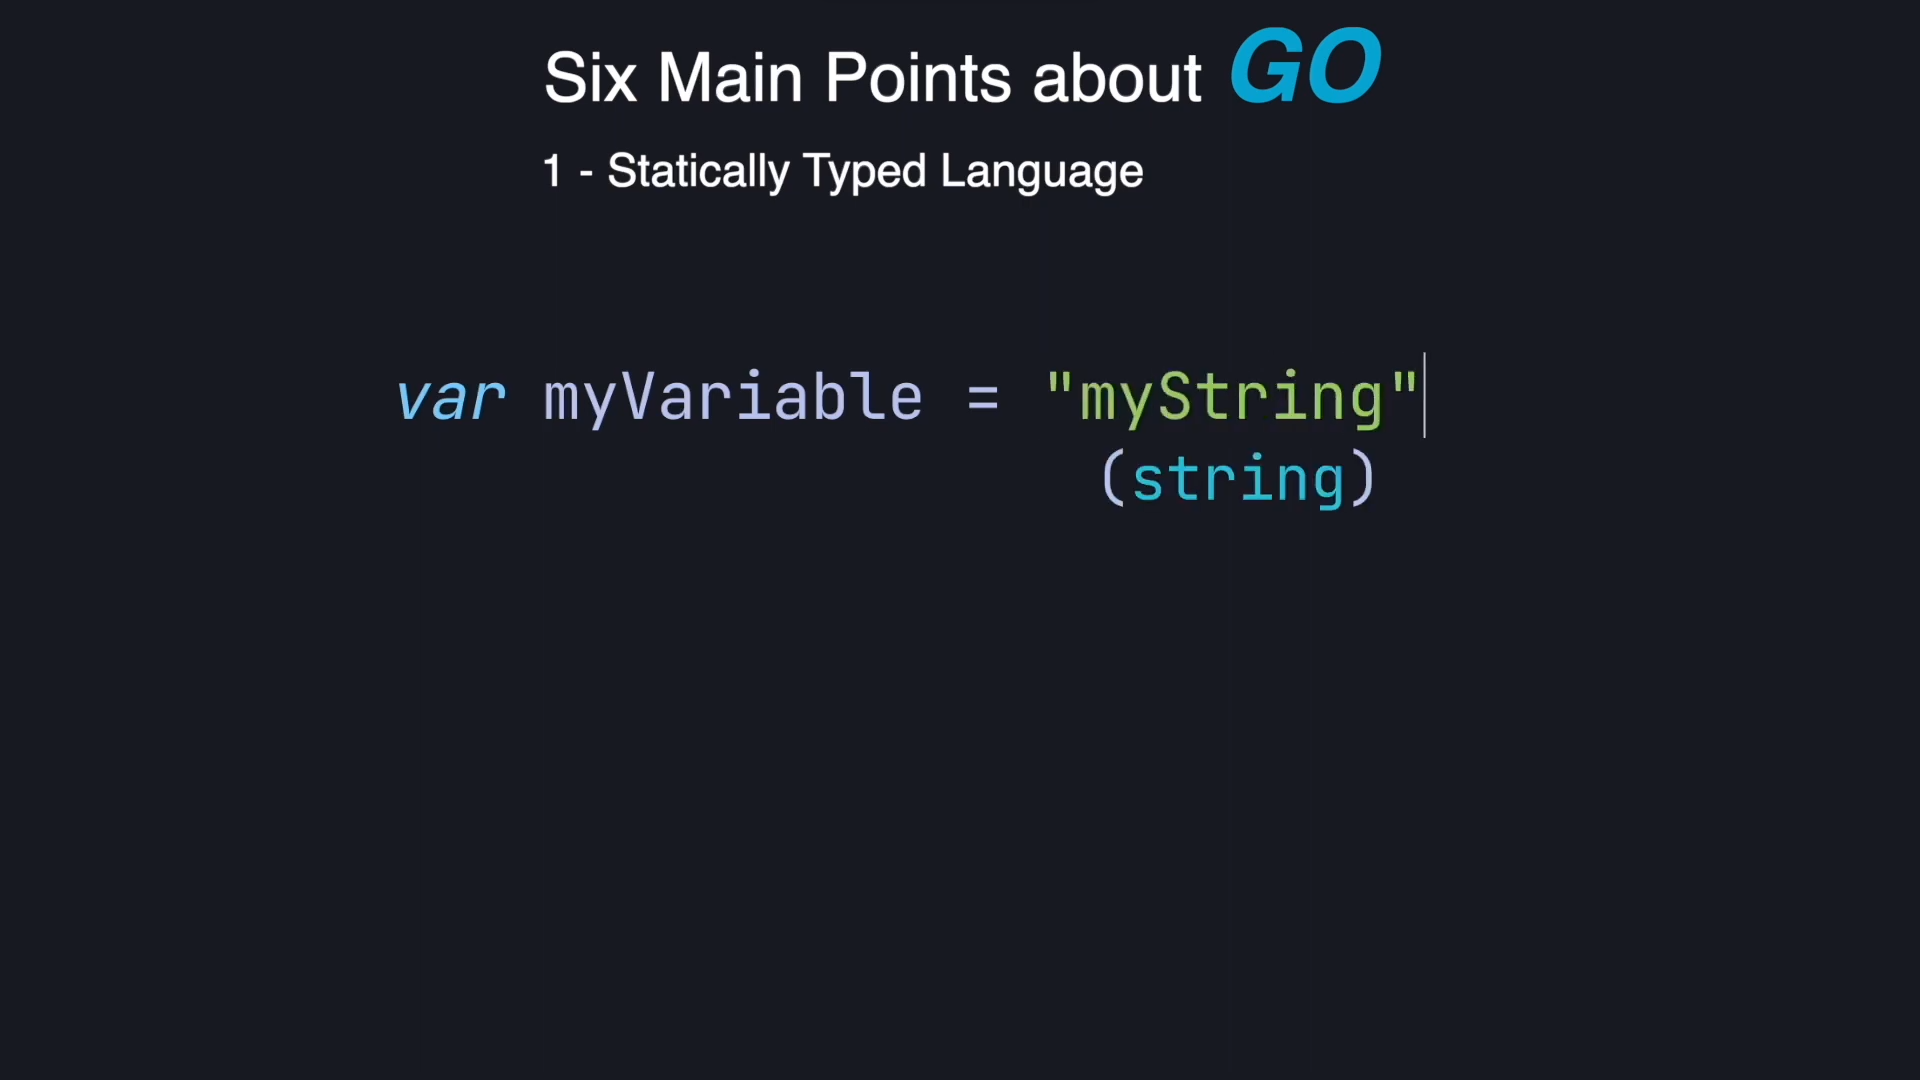 Six Main Points about GO
1 - Statically Typed Language
var myVariable = "myString"
(string)